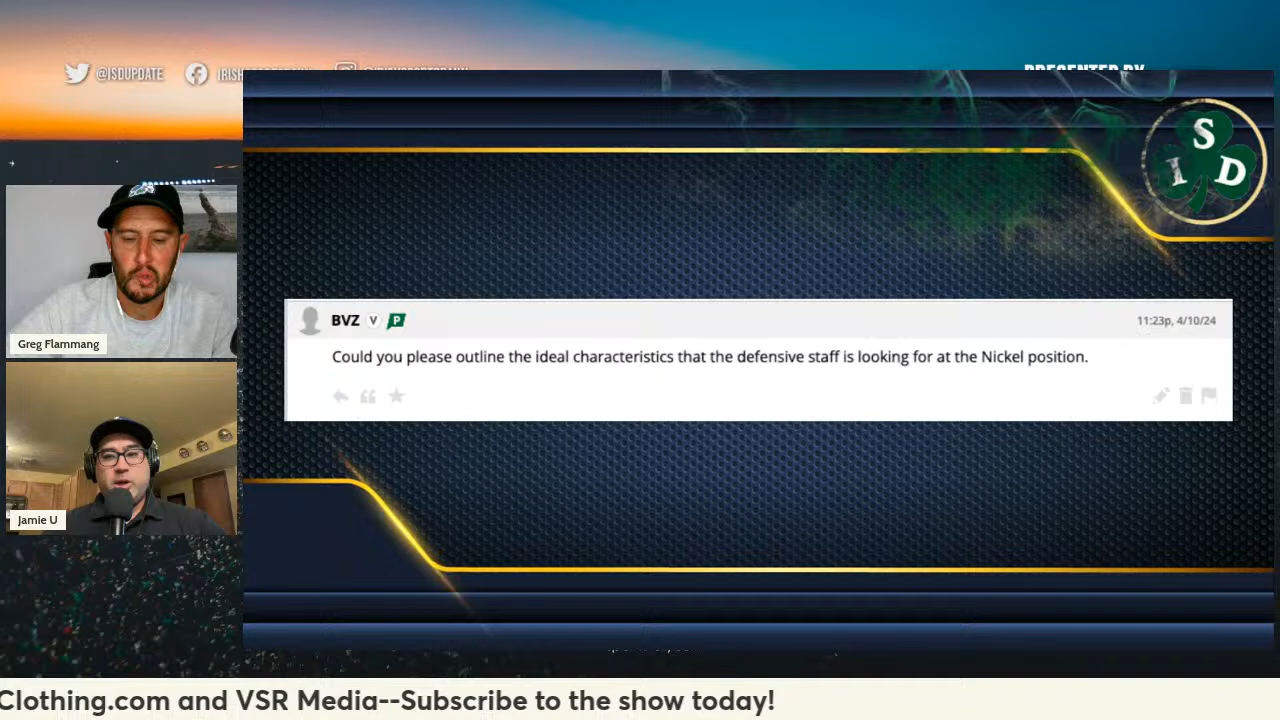 @ISDUPDATE
PRESENTED BY
I S D
Greg Flammang
BVZ V P
11:23p, 4/10/24
Could you please outline the ideal characteristics that the defensive staff is looking for at the Nickel position.
Jamie U
Clothing.com and VSR Media--Subscribe to the show today!